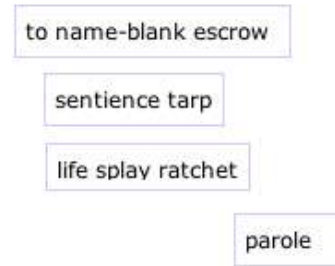 to name-blank escrow
sentience tarp
life splay ratchet
parole